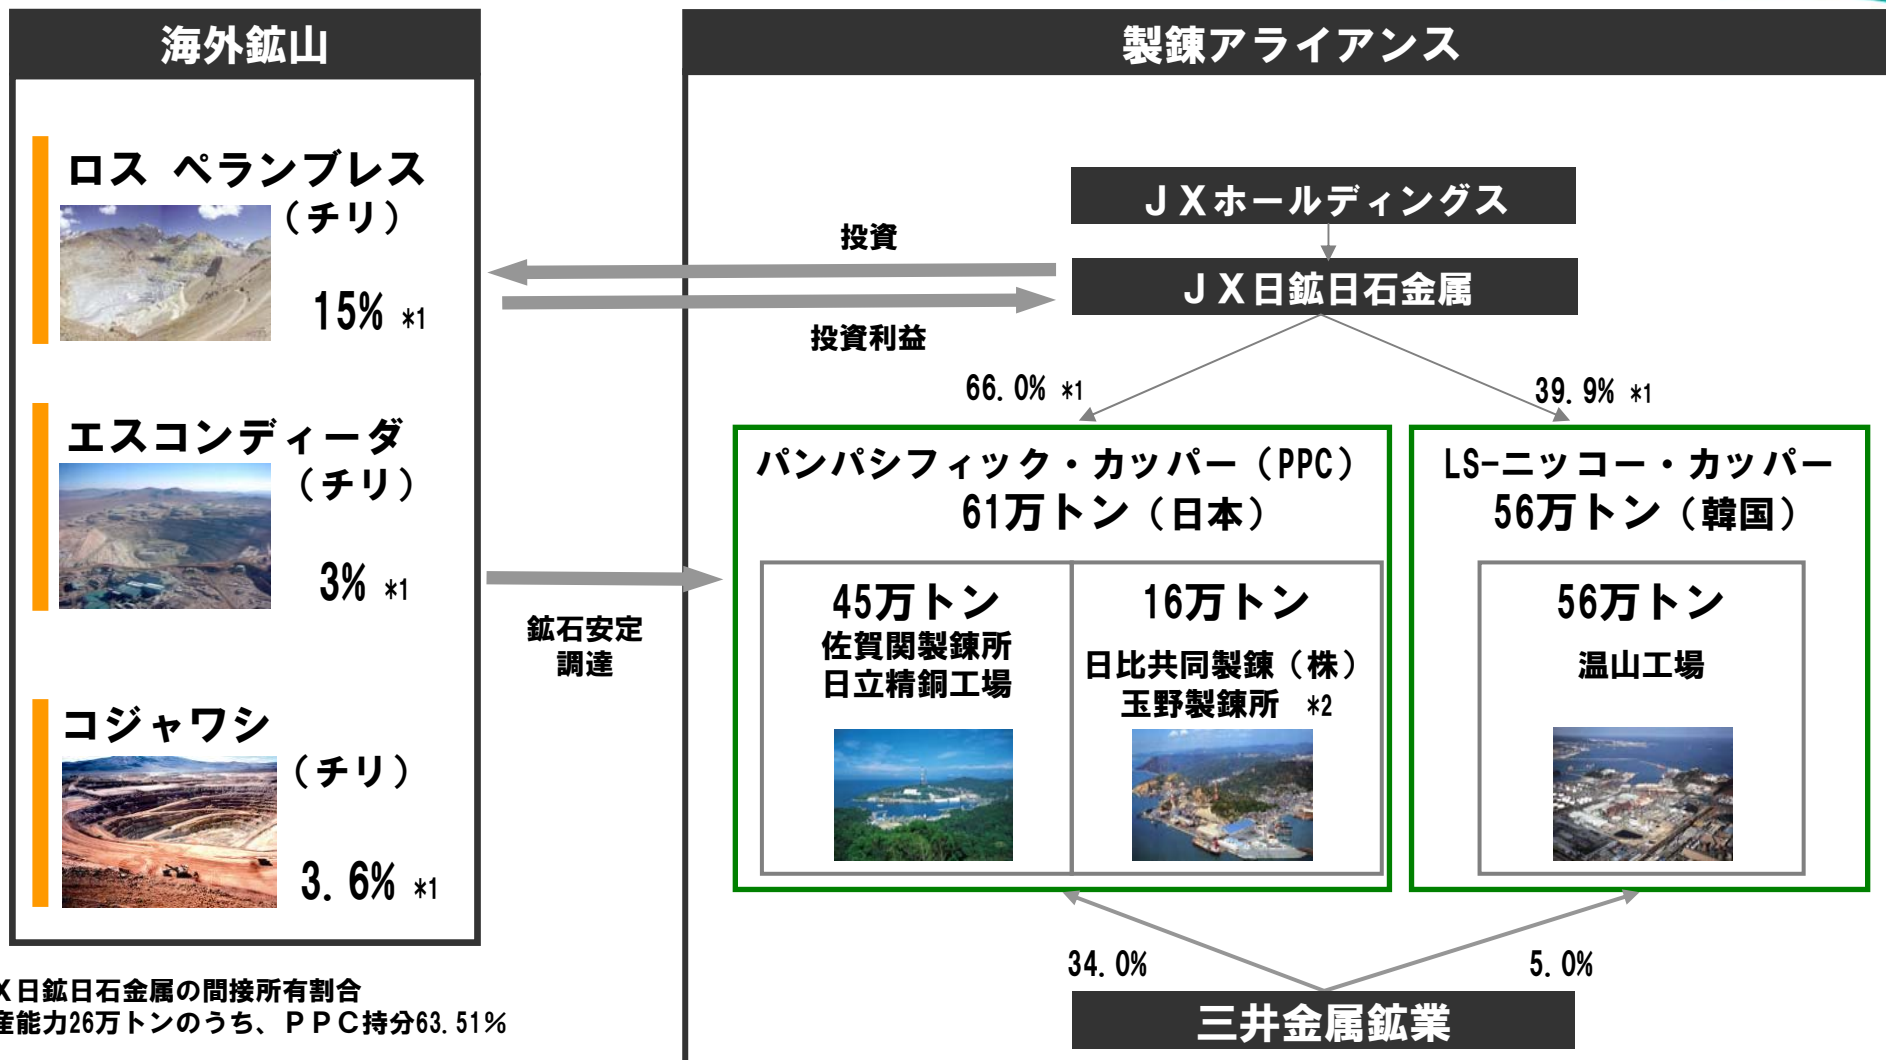 海外鉱山
ロス ペランブレス
（チリ）
15% *1
エスコンディーダ
（チリ）
3% *1
コジャワシ
（チリ）
3.6% *1
X日鉱日石金属の間接所有割合
産能力26万トンのうち、ＰＰＣ持分63.51%
投資
投資利益
鉱石安定
調達
製錬アライアンス
ＪＸホールディングス
ＪＸ日鉱日石金属
66.0% *1
39.9% *1
パンパシフィック・カッパー（PPC）
61万トン（日本）
45万トン
佐賀関製錬所
日立精銅工場
16万トン
日比共同製錬（株）
玉野製錬所 *2
LS-ニッコー・カッパー
56万トン（韓国）
56万トン
温山工場
34.0%
5.0%
三井金属鉱業